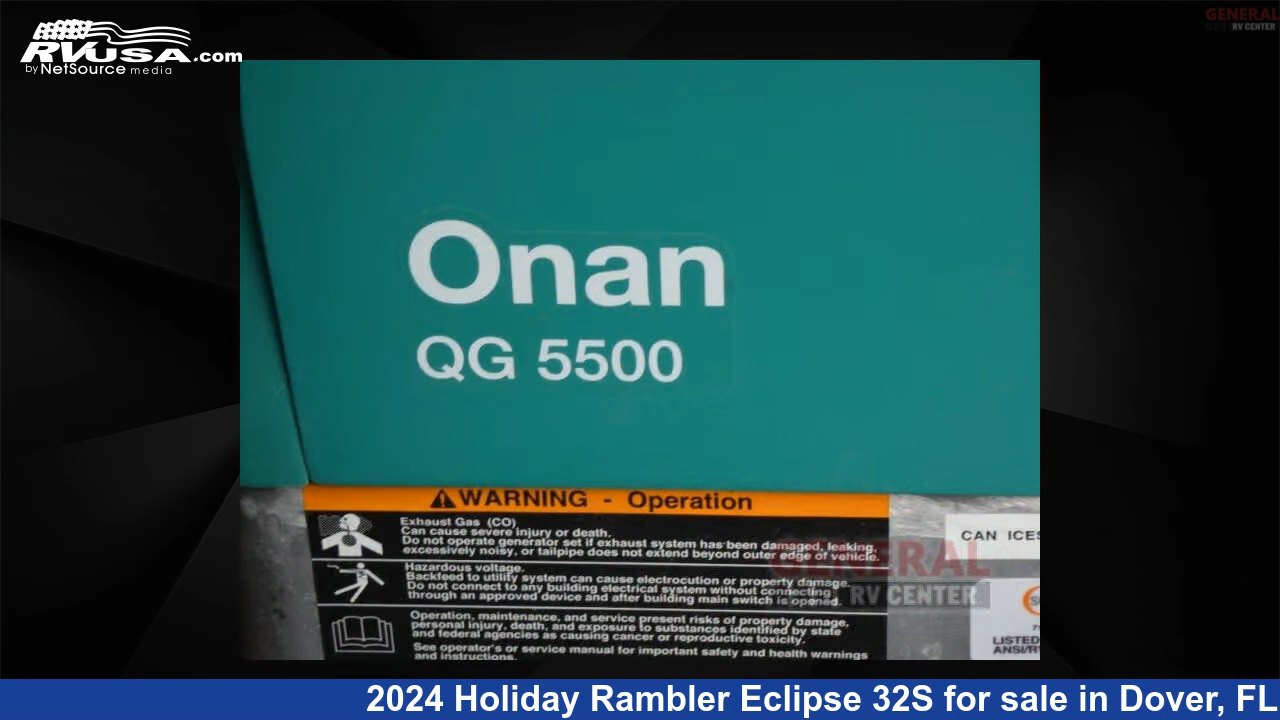 RVUSA.com
by NetSource media
GENERAL
RV CENTER
Onan
QG 5500
WARNING - Operation
Exhaust Gas (CO)
Can cause severe injury or death.
Do not operate generator set if exhaust system has been damaged, leaking,
excessively noisy, or tailpipe does not extend beyond outer edge of vehicle.
Hazardous voltage.
Backfeed to utility system can cause electrocution or property damage.
Do not connect to any building electrical system without connecting
through an approved device and after building main switch is opened.
Operation, maintenance, and service present risks of property damage,
personal injury, death, and exposure to substances identified by state
and federal agencies as causing cancer or reproductive toxicity.
See operator's or service manual for important safety and health warnings
and instructions.
CAN ICES
LISTED
ANSI/RV
GENERAL
RV CENTER
2024 Holiday Rambler Eclipse 32S for sale in Dover, FL